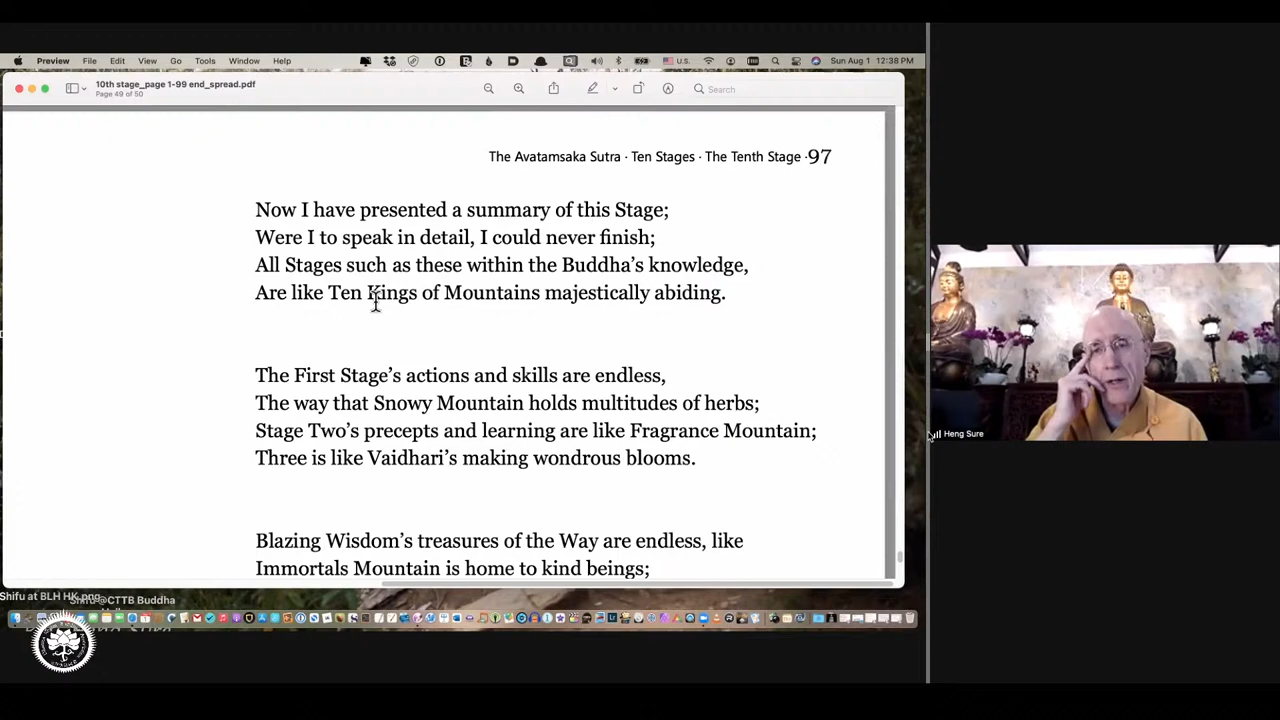 Preview File Edit View Go Tools Window Help U.S. Sun Aug 1 12:38 PM
10th stage_page 1-99 end_spread.pdf
Page 49 of 50
Search
The Avatamsaka Sutra · Ten Stages · The Tenth Stage ·97
Now I have presented a summary of this Stage;
Were I to speak in detail, I could never finish;
All Stages such as these within the Buddha’s knowledge,
Are like Ten Kings of Mountains majestically abiding.
The First Stage’s actions and skills are endless,
The way that Snowy Mountain holds multitudes of herbs;
Stage Two’s precepts and learning are like Fragrance Mountain;
Three is like Vaidhari’s making wondrous blooms.
Blazing Wisdom’s treasures of the Way are endless, like
Immortals Mountain is home to kind beings;
Heng Sure
Shifu at BLH HK.png
Shifu @CTTB Buddha